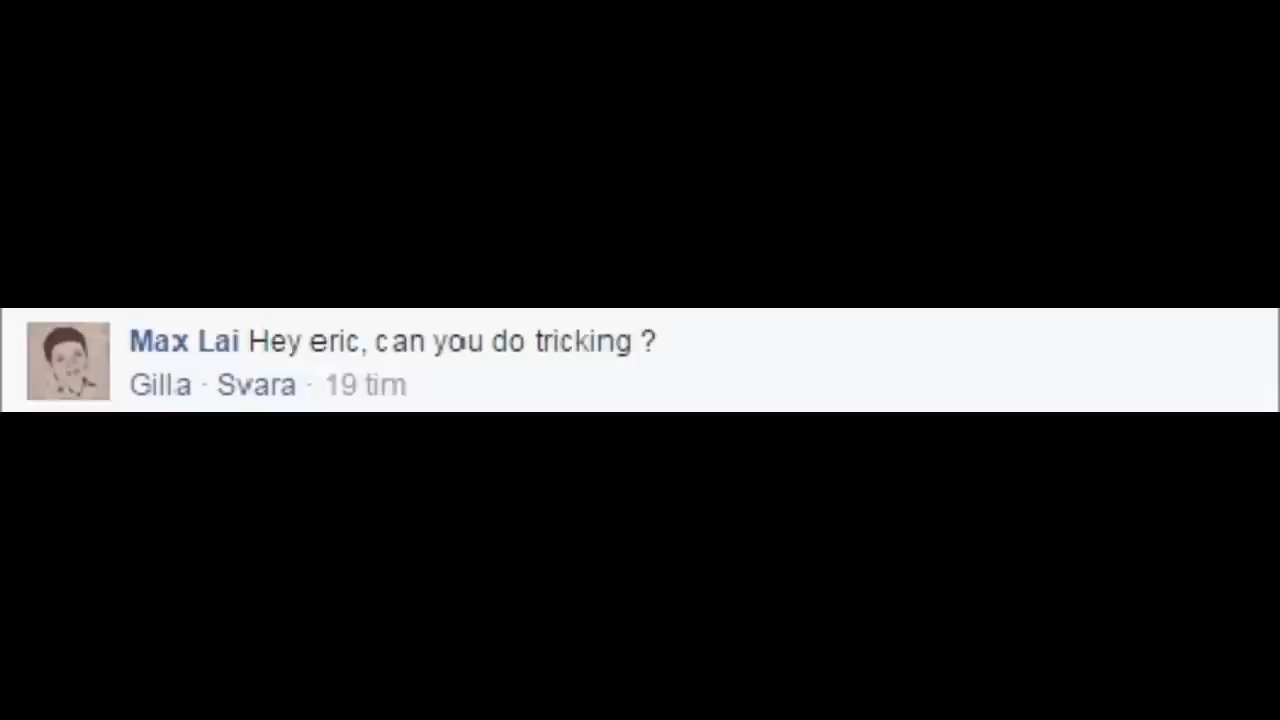 Max Lai Hey eric, can you do tricking ?
Gilla · Svara · 19 tim